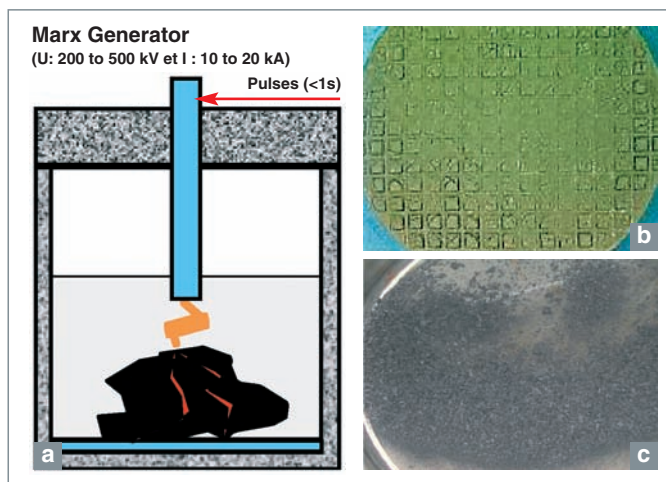 Marx Generator
(U: 200 to 500 kV et I : 10 to 20 kA)
Pulses (<1s)
a
b
c